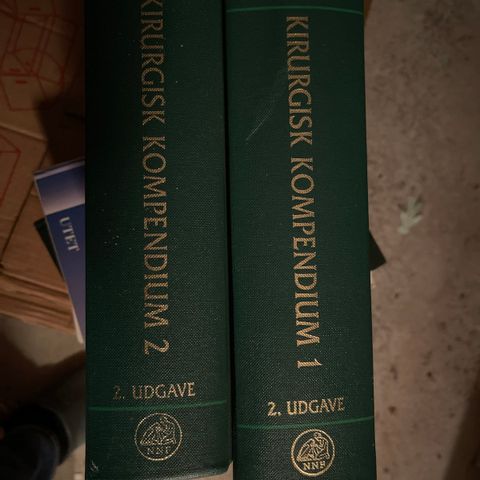 KIRURGISK KOMPENDIUM 2
2. UDGAVE
NNF
KIRURGISK KOMPENDIUM 1
2. UDGAVE
NNF
UTET